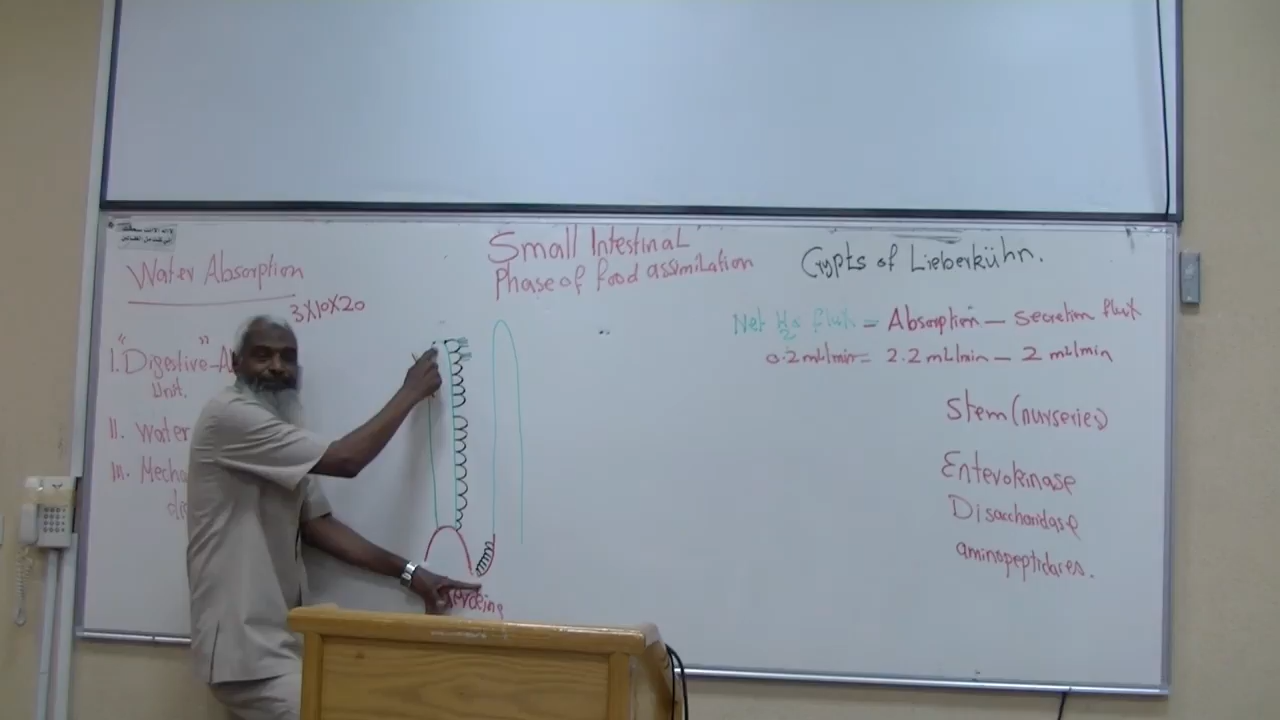 Small Intestinal
Phase of food assimilation
Water Absorption
3X10X20
I. "Digestive-A
Unit.
II. Water
III. Mecha
Crypts of Lieberkühn.
Net H2O flux = Absorption — Secretion flux
0.2 mL/min = 2.2 mL/min — 2 mL/min
Stem (nurseries)
Enterokinase
Disaccharidase
aminopeptidases.